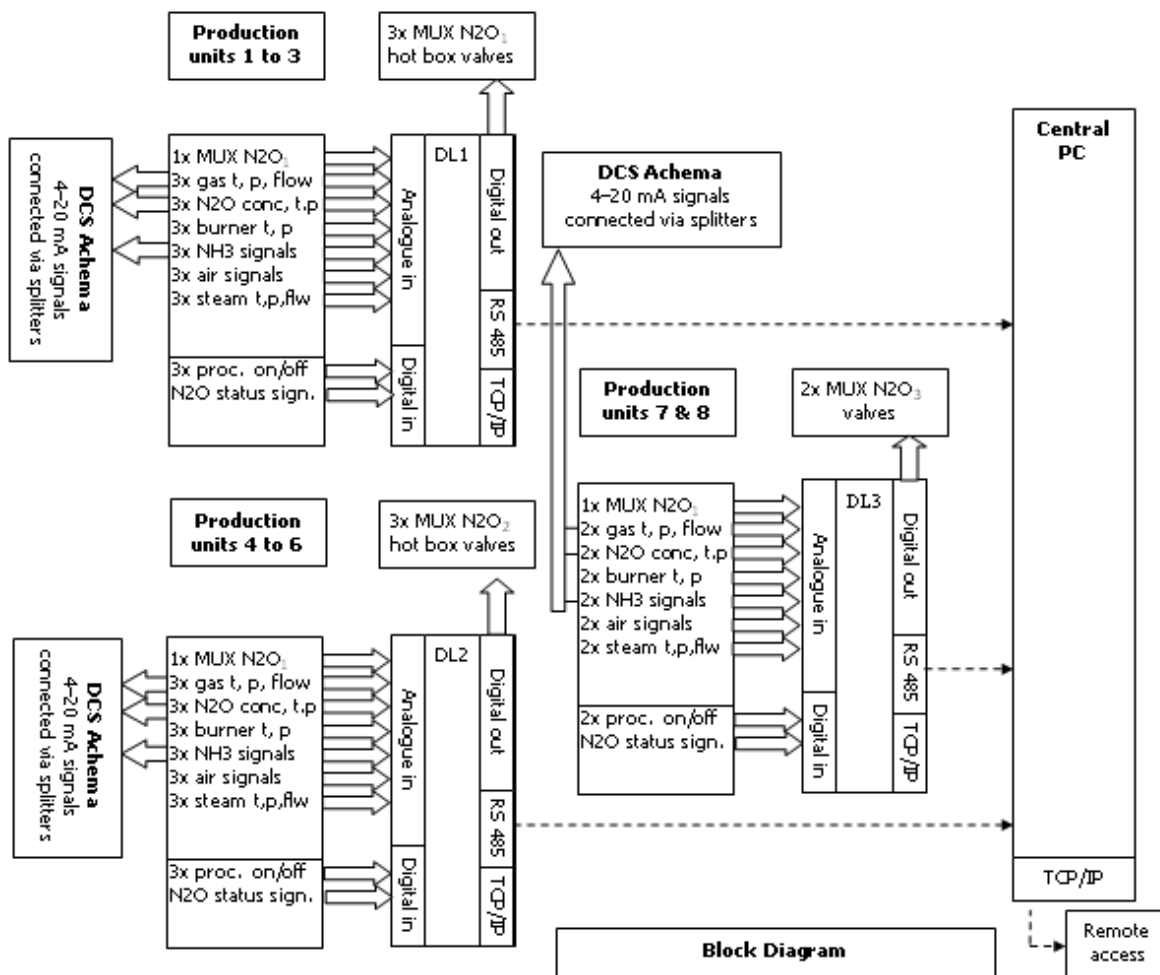 Production
units 1 to 3
3x MUX N2O₁
hot box valves
DCS Achema
4–20 mA signals
connected via splitters
1x MUX N2O₁
3x gas t, p, flow
3x N2O conc, t.p
3x burner t, p
3x NH3 signals
3x air signals
3x steam t,p,flw
3x proc. on/off
N2O status sign.
Analogue in
Digital in
DL1
Digital out
RS 485
TCP/IP
DCS Achema
4–20 mA signals
connected via splitters
Central
PC
Production
units 7 & 8
2x MUX N2O₃
valves
1x MUX N2O₁
2x gas t, p, flow
2x N2O conc, t.p
2x burner t, p
2x NH3 signals
2x air signals
2x steam t,p,flw
2x proc. on/off
N2O status sign.
Analogue in
Digital in
DL3
Digital out
RS 485
TCP/IP
Production
units 4 to 6
3x MUX N2O₂
hot box valves
DCS Achema
4–20 mA signals
connected via splitters
1x MUX N2O₁
3x gas t, p, flow
3x N2O conc, t.p
3x burner t, p
3x NH3 signals
3x air signals
3x steam t,p,flw
3x proc. on/off
N2O status sign.
Analogue in
Digital in
DL2
Digital out
RS 485
TCP/IP
TCP/IP
Remote
access
Block Diagram